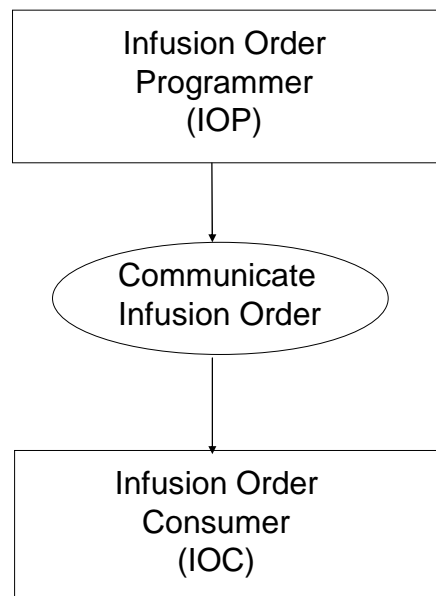 Infusion Order
Programmer
(IOP)
Communicate
Infusion Order
Infusion Order
Consumer
(IOC)